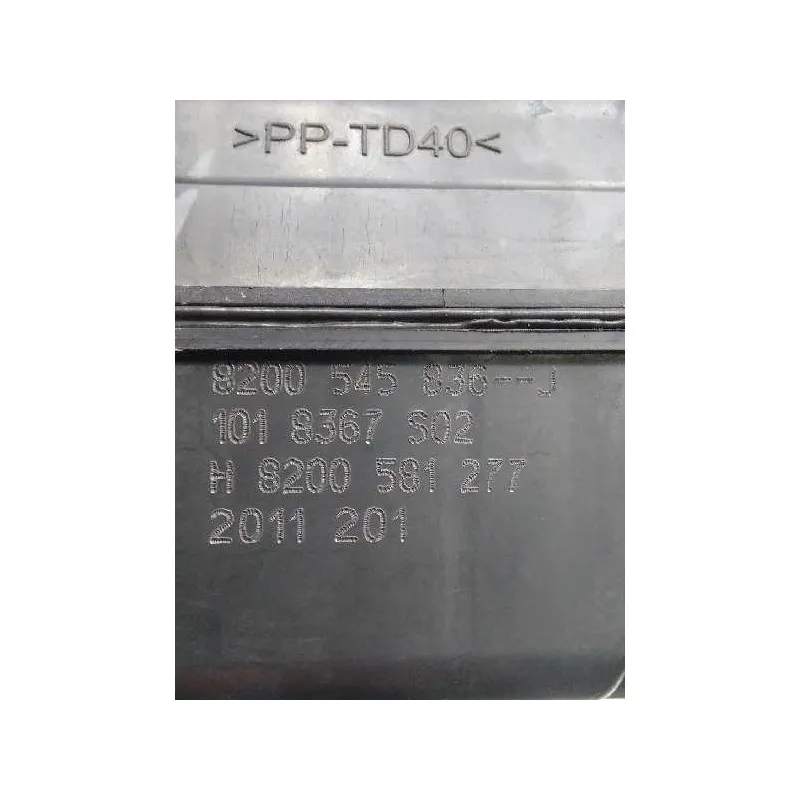 >PP-TD40<
8200 545 836--J
101 8367 S02
H 8200 581 277
2011 201